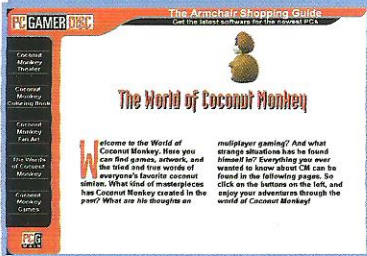 PC GAMER DISC
The Armchair Shopping Guide
Get the latest software for the newest PCs
Coconut
Monkey
Theater
Coconut
Monkey
Coloring Book
Coconut
Monkey
Fan Art
The Words
of Coconut
Monkey
Coconut
Monkey
Games
PCG
The World of Coconut Monkey
Welcome to the World of
Coconut Monkey. Here you
can find games, artwork, and
the tried and true words of
everyone's favorite coconut
simian. What kind of masterpieces
has Coconut Monkey created in the
past? What are his thoughts on
muliplayer gaming? And what
strange situations has he found
himself in? Everything you ever
wanted to know about CM can be
found in the following pages. So
click on the buttons on the left, and
enjoy your adventures through the
world of Coconut Monkey!